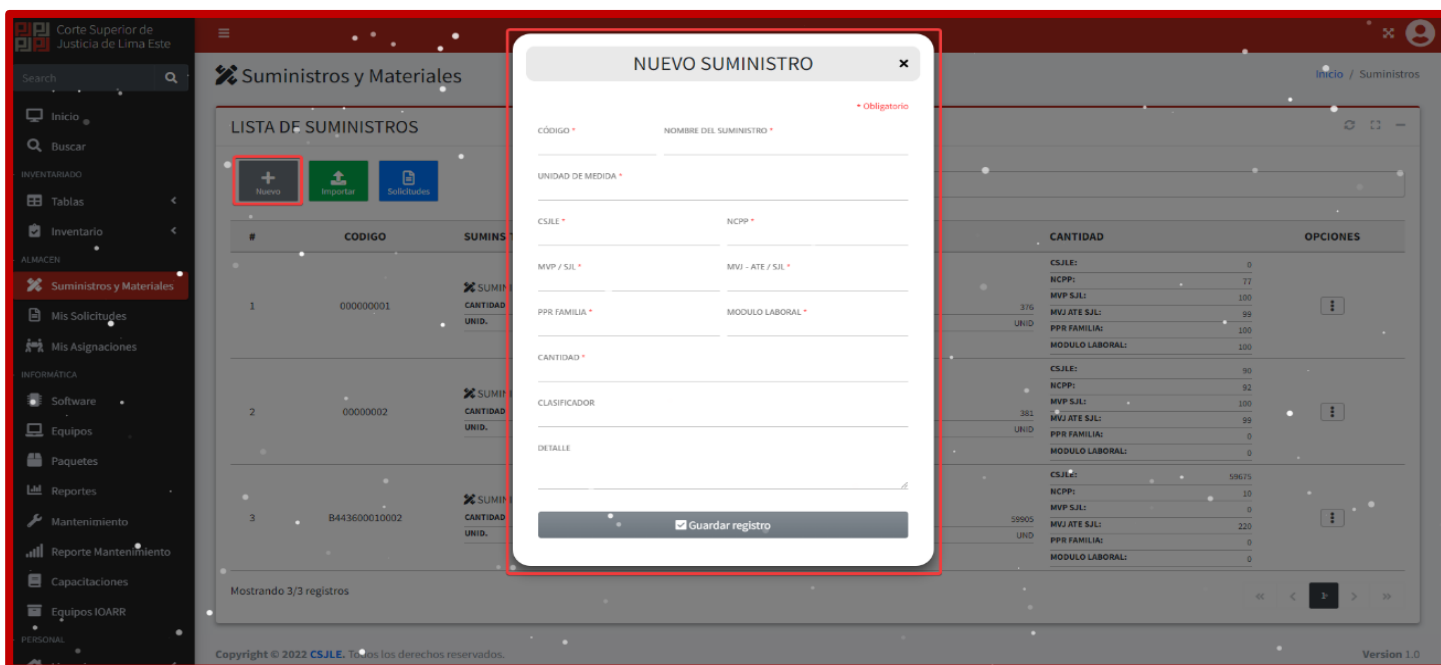 Corte Superior de
Justicia de Lima Este
Search
Inicio
Buscar
INVENTARIADO
Tablas
Inventario
ALMACEN
Suministros y Materiales
Mis Solicitudes
Mis Asignaciones
INFORMÁTICA
Software
Equipos
Paquetes
Reportes
Mantenimiento
Reporte Mantenimiento
Capacitaciones
Equipos IOARR
PERSONAL
Suministros y Materiales
Inicio / Suministros
LISTA DE SUMINISTROS
Nuevo Importar Solicitudes
# CODIGO SUMINIST CANTIDAD OPCIONES
1 000000001
SUMIN
CANTIDAD 376
UNID. UNID
CSJLE: 0
NCPP: 77
MVP SJL: 100
MVJ ATE SJL: 99
PPR FAMILIA: 100
MODULO LABORAL: 100
2 00000002
SUMIN
CANTIDAD 381
UNID. UNID
CSJLE: 90
NCPP: 92
MVP SJL: 100
MVJ ATE SJL: 99
PPR FAMILIA: 0
MODULO LABORAL: 0
3 B443600010002
SUMIN
CANTIDAD 59905
UNID. UND
CSJLE: 59675
NCPP: 10
MVP SJL: 0
MVJ ATE SJL: 220
PPR FAMILIA: 0
MODULO LABORAL: 0
Mostrando 3/3 registros
1
Copyright © 2022 CSJLE. Todos los derechos reservados.
Version 1.0
NUEVO SUMINISTRO ×
* Obligatorio
CÓDIGO * NOMBRE DEL SUMINISTRO *
UNIDAD DE MEDIDA *
CSJLE * NCPP *
MVP / SJL * MVJ - ATE / SJL *
PPR FAMILIA * MODULO LABORAL *
CANTIDAD *
CLASIFICADOR
DETALLE
Guardar registro